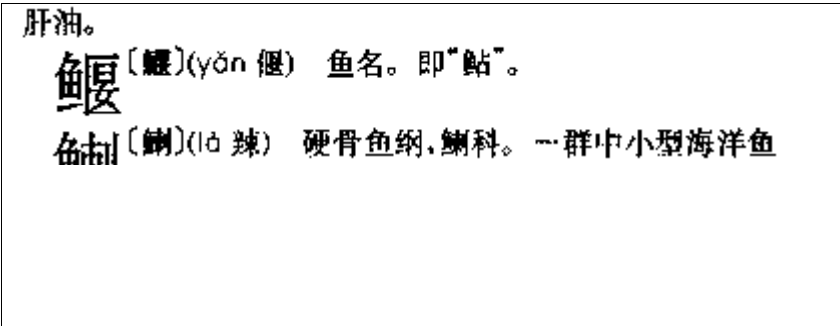 肝油。
鰋〔鰋〕(yǎn 偃) 鱼名。即“鲇”。
鯻〔鯻〕(là 辣) 硬骨鱼纲、鯻科。一群中小型海洋鱼